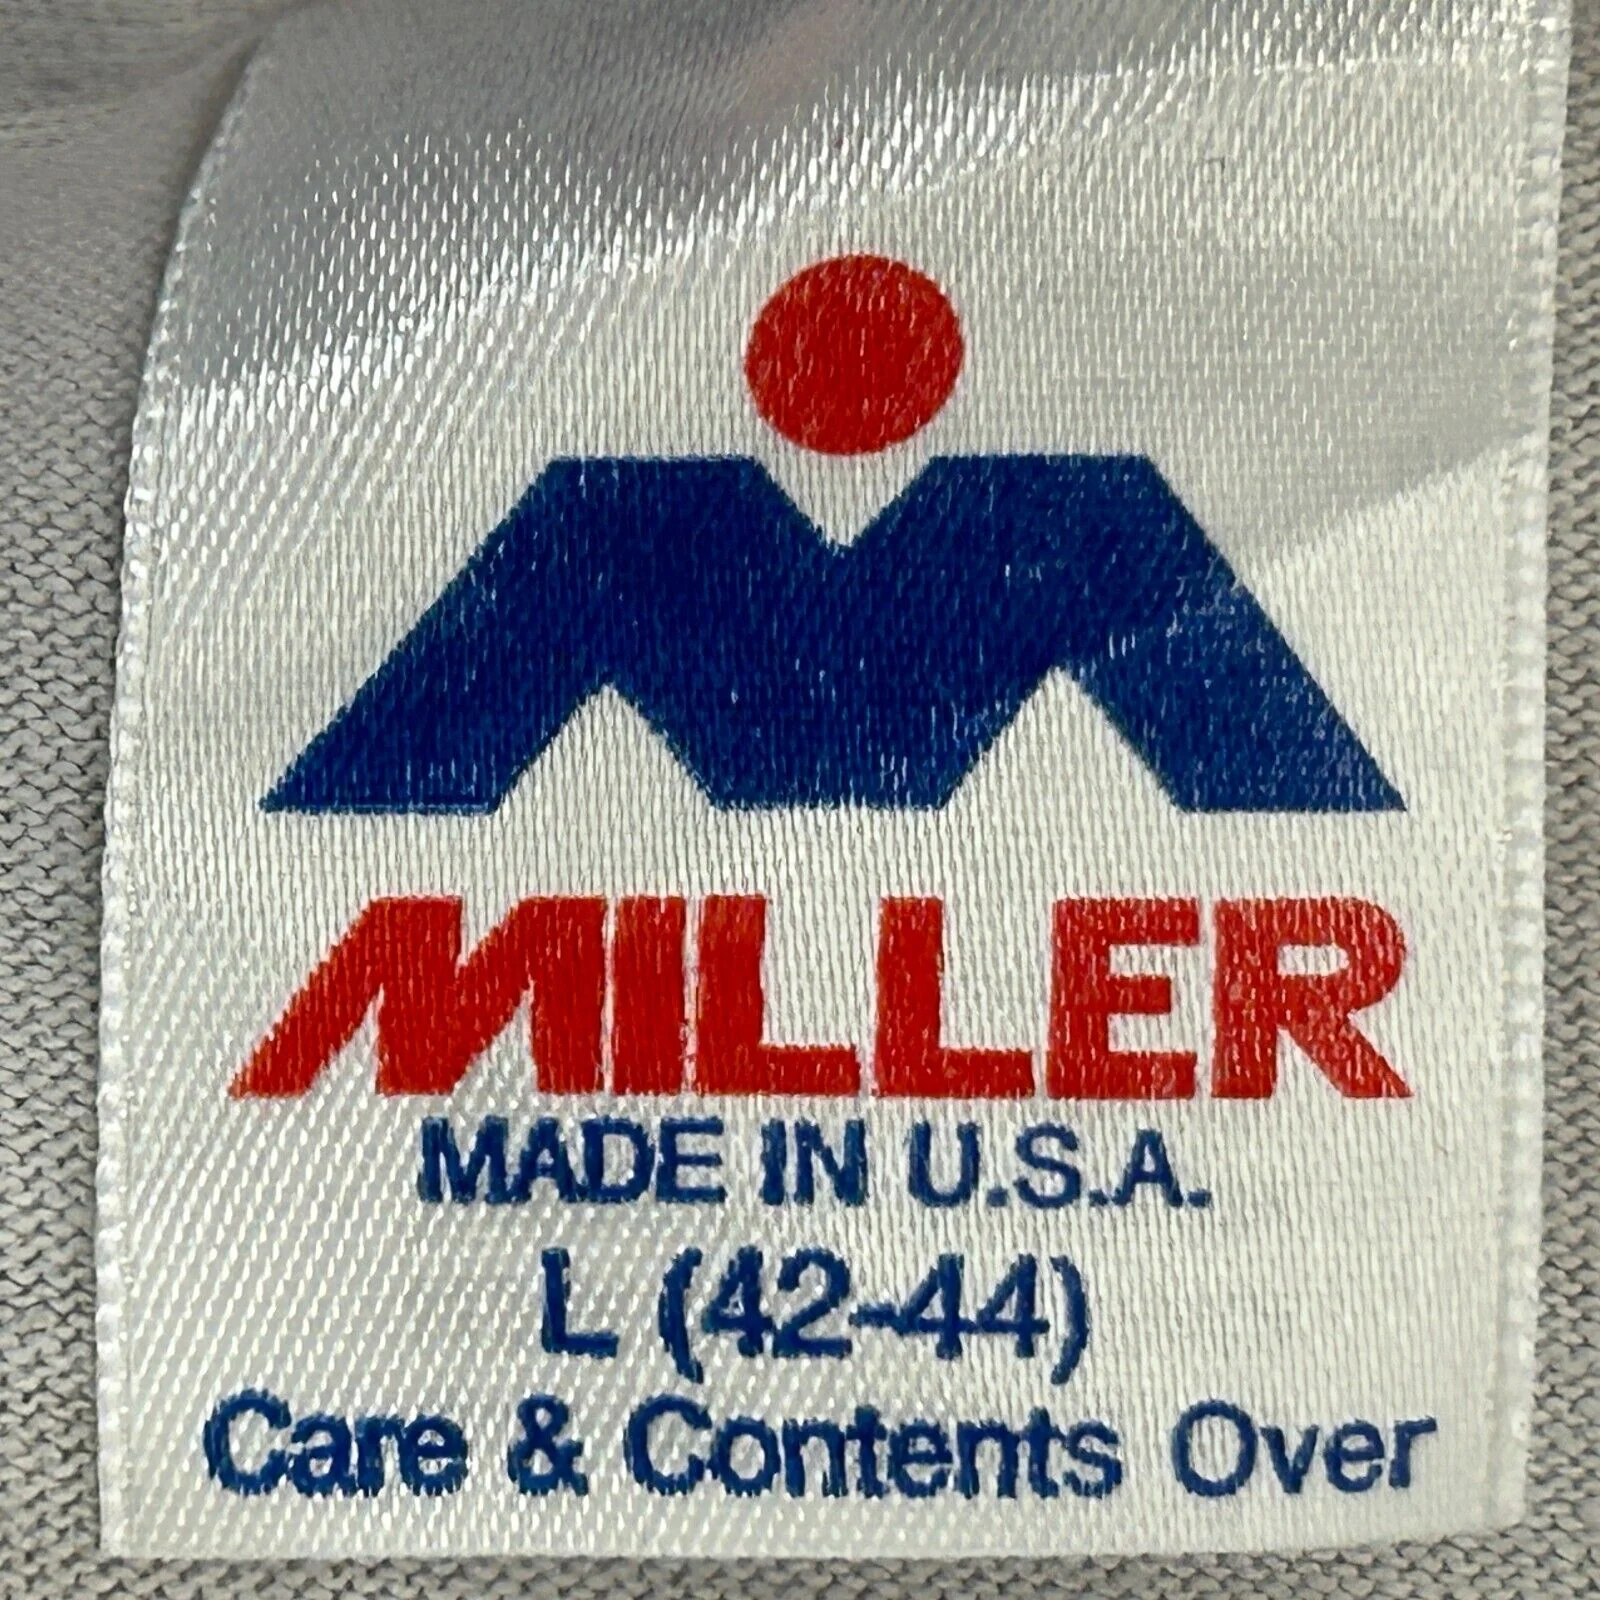 MILLER
MADE IN U.S.A.
L (42-44)
Care & Contents Over